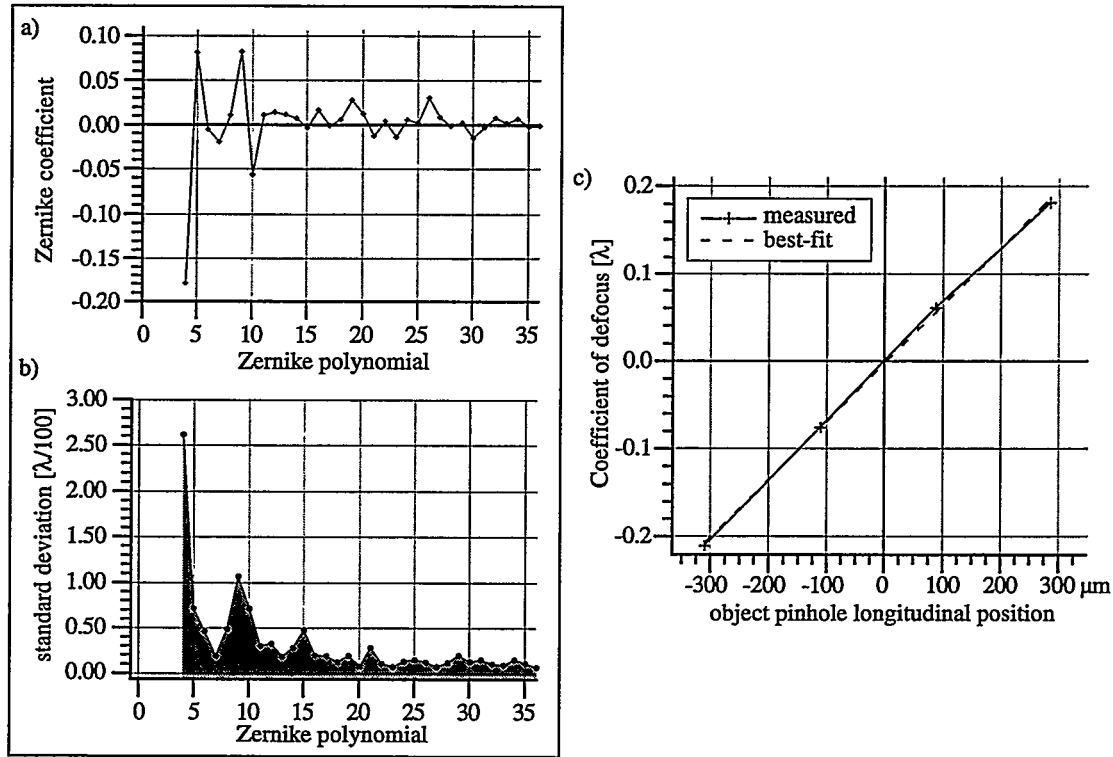 a)
0.10
0.05
0.00
-0.05
-0.10
-0.15
-0.20
Zernike coefficient
0 5 10 15 20 25 30 35
Zernike polynomial
b)
3.00
2.50
2.00
1.50
1.00
0.50
0.00
standard deviation [λ/100]
0 5 10 15 20 25 30 35
Zernike polynomial
c)
0.2
0.1
0.0
-0.1
-0.2
Coefficient of defocus [λ]
measured
best-fit
-300 -200 -100 0 100 200 300 μm
object pinhole longitudinal position